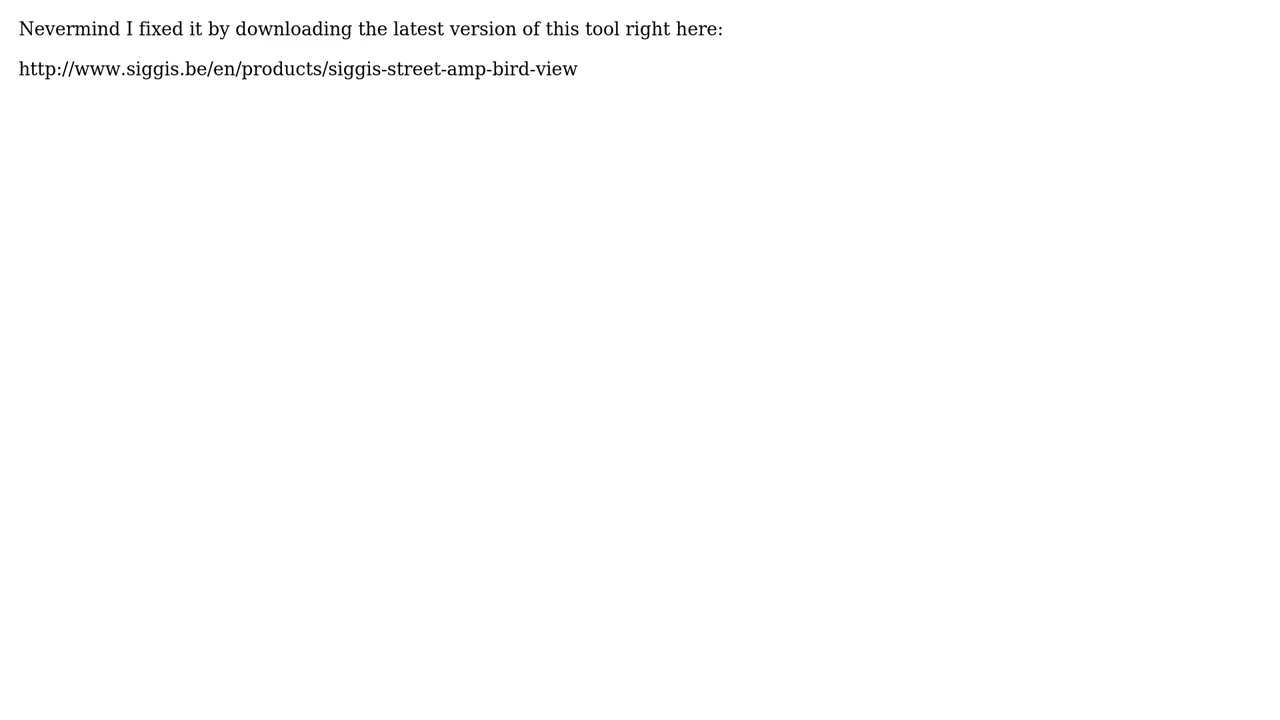 Nevermind I fixed it by downloading the latest version of this tool right here:
http://www.siggis.be/en/products/siggis-street-amp-bird-view